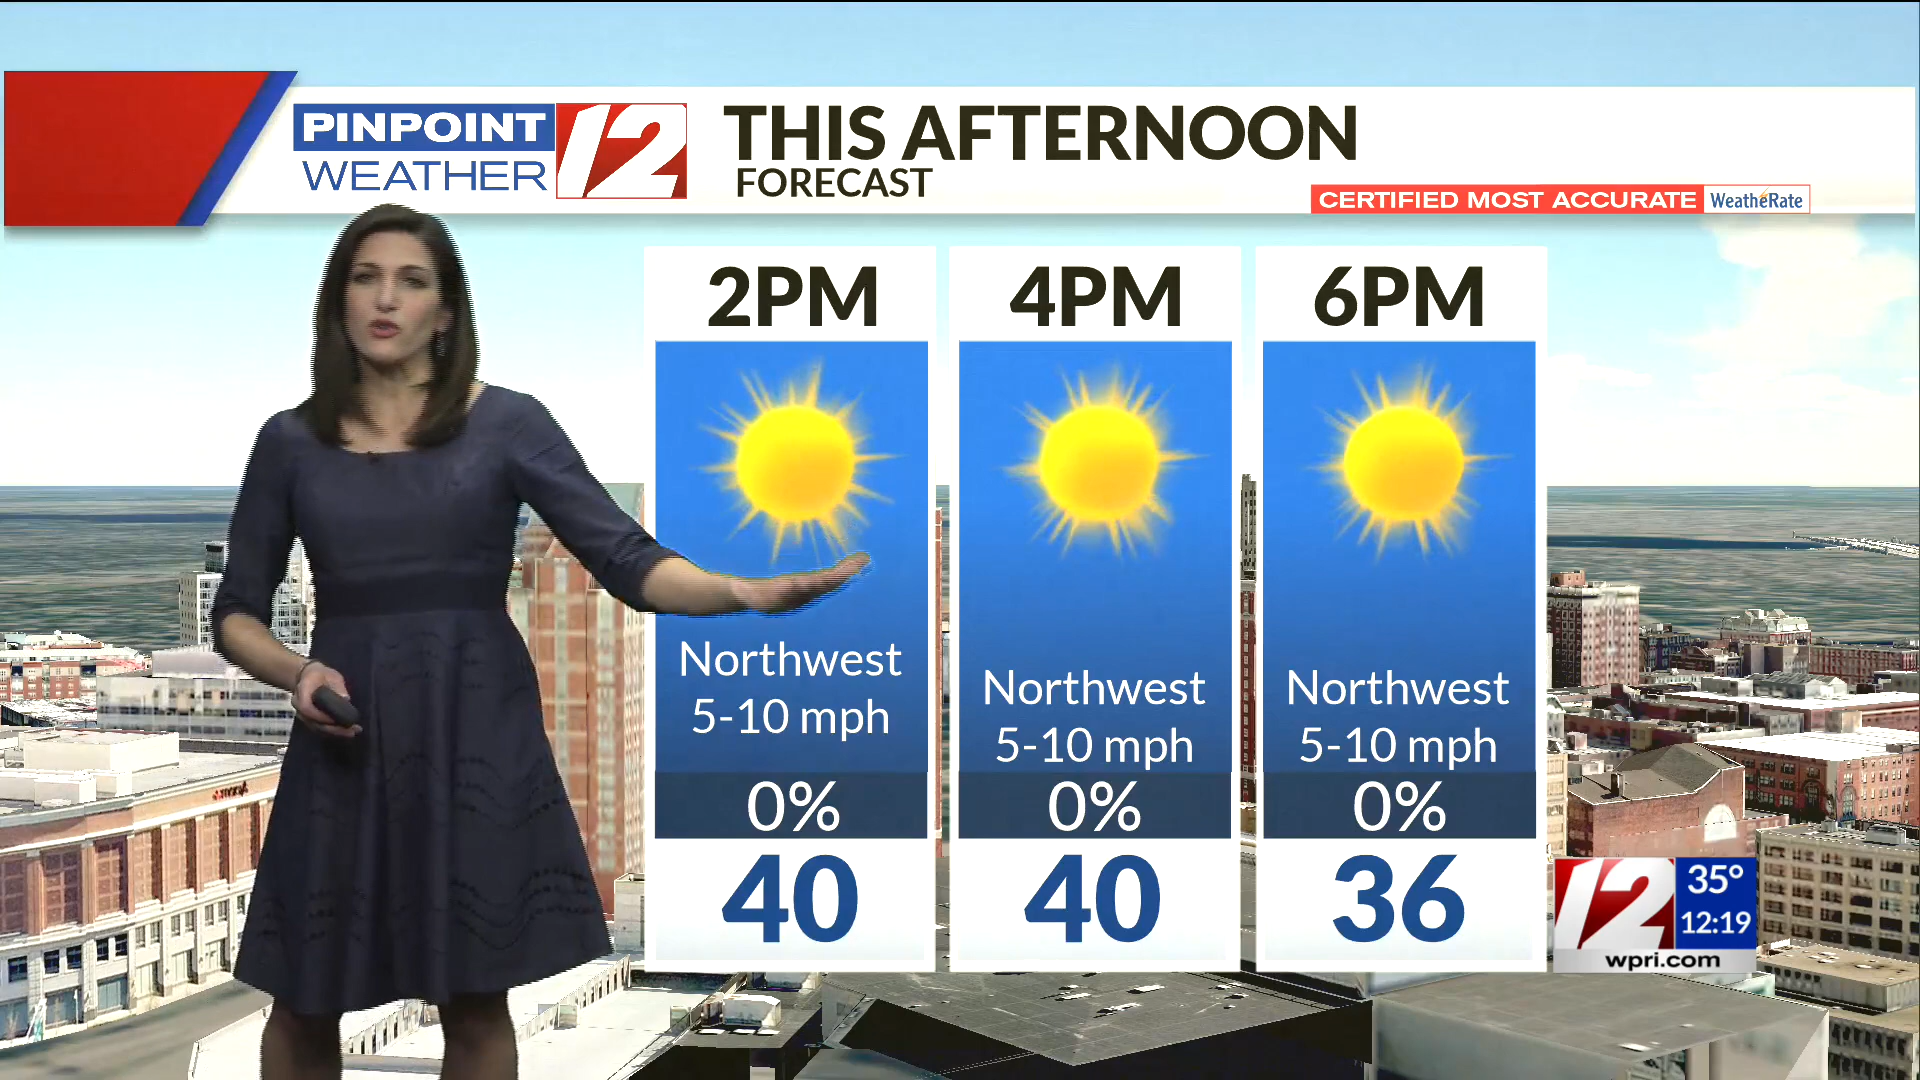 PINPOINT
WEATHER
12
THIS AFTERNOON
FORECAST
CERTIFIED MOST ACCURATE
WeatheRate
2PM
Northwest
5-10 mph
0%
40
4PM
Northwest
5-10 mph
0%
40
6PM
Northwest
5-10 mph
0%
36
macy's
12
35°
12:19
wpri.com